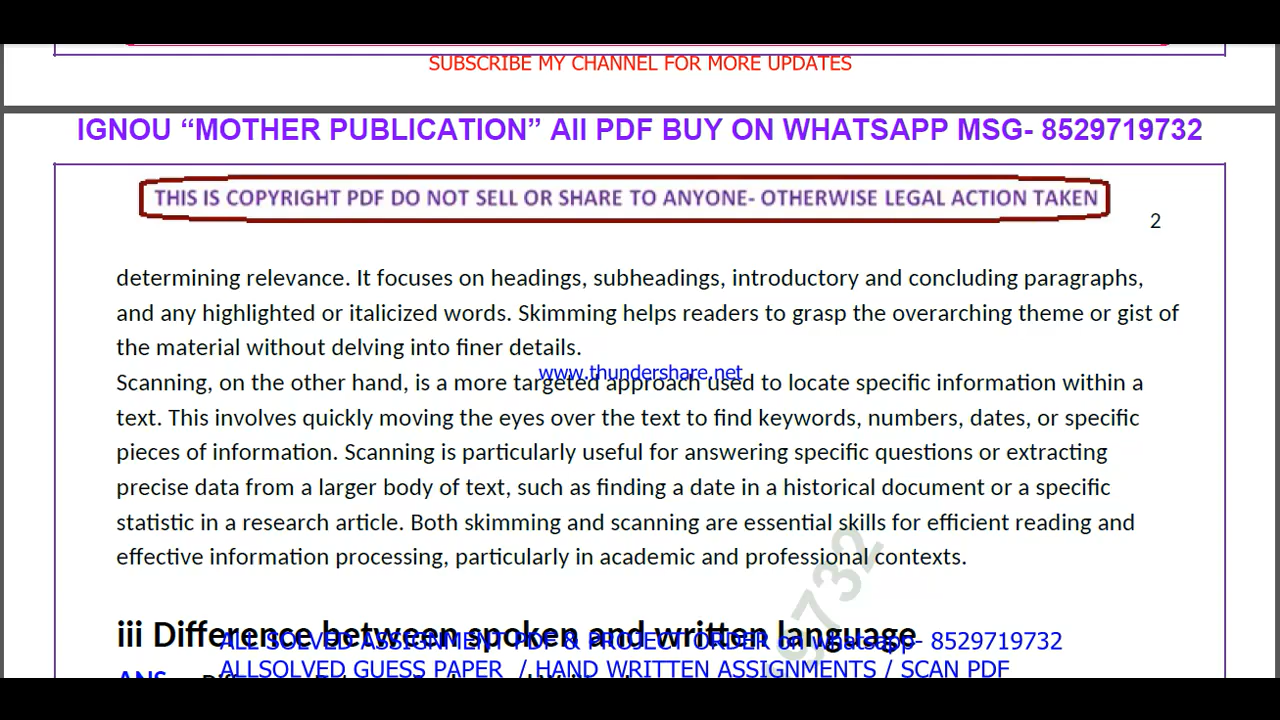 SUBSCRIBE MY CHANNEL FOR MORE UPDATES
IGNOU “MOTHER PUBLICATION” All PDF BUY ON WHATSAPP MSG- 8529719732
THIS IS COPYRIGHT PDF DO NOT SELL OR SHARE TO ANYONE- OTHERWISE LEGAL ACTION TAKEN
2
determining relevance. It focuses on headings, subheadings, introductory and concluding paragraphs,
and any highlighted or italicized words. Skimming helps readers to grasp the overarching theme or gist of
the material without delving into finer details.
www.thundershare.net
Scanning, on the other hand, is a more targeted approach used to locate specific information within a
text. This involves quickly moving the eyes over the text to find keywords, numbers, dates, or specific
pieces of information. Scanning is particularly useful for answering specific questions or extracting
precise data from a larger body of text, such as finding a date in a historical document or a specific
statistic in a research article. Both skimming and scanning are essential skills for efficient reading and
effective information processing, particularly in academic and professional contexts.
9732
iii Difference between spoken and written language
ALL SOLVED ASSIGNMENT PDF & PROJECT ORDER on whatsapp- 8529719732
ALLSOLVED GUESS PAPER / HAND WRITTEN ASSIGNMENTS / SCAN PDF